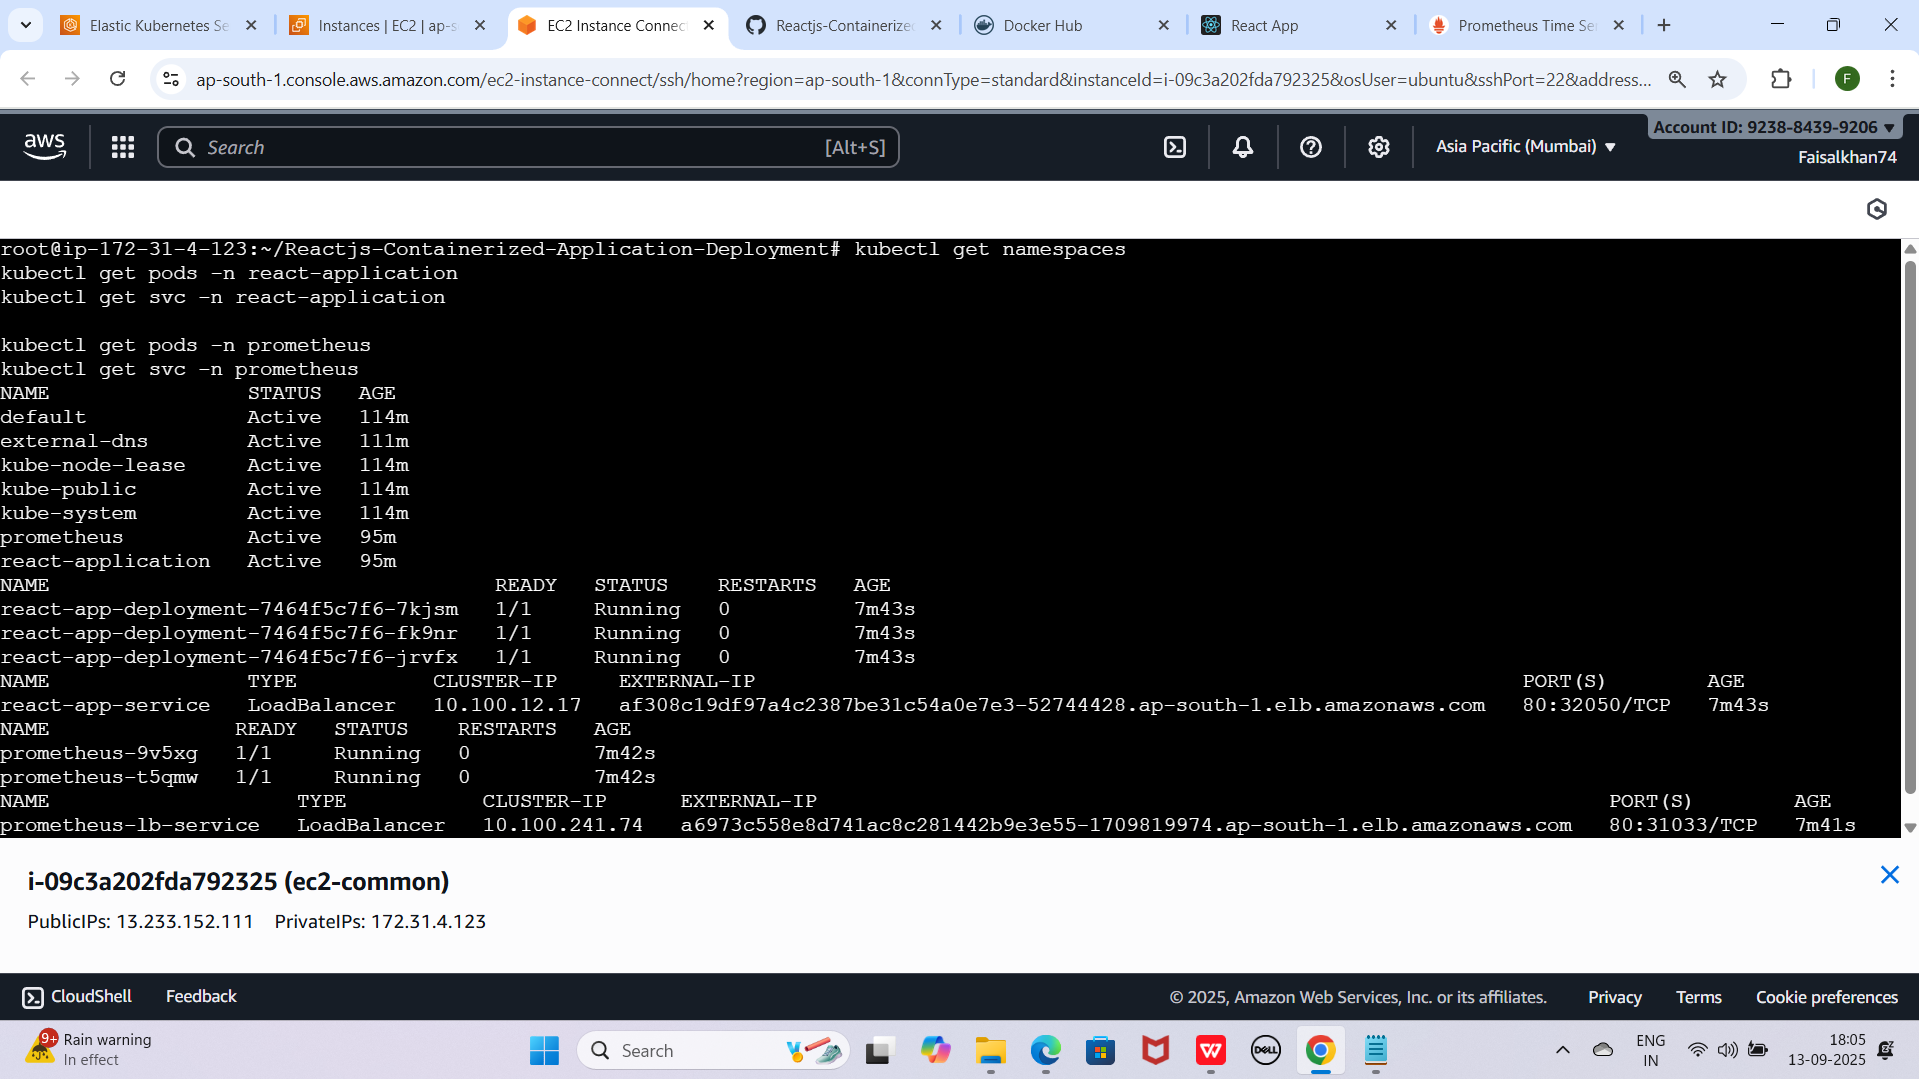 Elastic Kubernetes Se
Instances | EC2 | ap-s
EC2 Instance Connec
Reactjs-Containerize
Docker Hub
React App
Prometheus Time Se
ap-south-1.console.aws.amazon.com/ec2-instance-connect/ssh/home?region=ap-south-1&connType=standard&instanceId=i-09c3a202fda792325&osUser=ubuntu&sshPort=22&address...
F
aws
Search
[Alt+S]
Asia Pacific (Mumbai)
Account ID: 9238-8439-9206
Faisalkhan74
root@ip-172-31-4-123:~/Reactjs-Containerized-Application-Deployment# kubectl get namespaces
kubectl get pods -n react-application
kubectl get svc -n react-application
kubectl get pods -n prometheus
kubectl get svc -n prometheus
NAME STATUS AGE
default Active 114m
external-dns Active 111m
kube-node-lease Active 114m
kube-public Active 114m
kube-system Active 114m
prometheus Active 95m
react-application Active 95m
NAME READY STATUS RESTARTS AGE
react-app-deployment-7464f5c7f6-7kjsm 1/1 Running 0 7m43s
react-app-deployment-7464f5c7f6-fk9nr 1/1 Running 0 7m43s
react-app-deployment-7464f5c7f6-jrvfx 1/1 Running 0 7m43s
NAME TYPE CLUSTER-IP EXTERNAL-IP PORT(S) AGE
react-app-service LoadBalancer 10.100.12.17 af308c19df97a4c2387be31c54a0e7e3-52744428.ap-south-1.elb.amazonaws.com 80:32050/TCP 7m43s
NAME READY STATUS RESTARTS AGE
prometheus-9v5xg 1/1 Running 0 7m42s
prometheus-t5qmw 1/1 Running 0 7m42s
NAME TYPE CLUSTER-IP EXTERNAL-IP PORT(S) AGE
prometheus-lb-service LoadBalancer 10.100.241.74 a6973c558e8d741ac8c281442b9e3e55-1709819974.ap-south-1.elb.amazonaws.com 80:31033/TCP 7m41s
i-09c3a202fda792325 (ec2-common)
PublicIPs: 13.233.152.111 PrivateIPs: 172.31.4.123
CloudShell
Feedback
© 2025, Amazon Web Services, Inc. or its affiliates.
Privacy
Terms
Cookie preferences
9+
Rain warning
In effect
Search
W
DELL
ENG
IN
18:05
13-09-2025